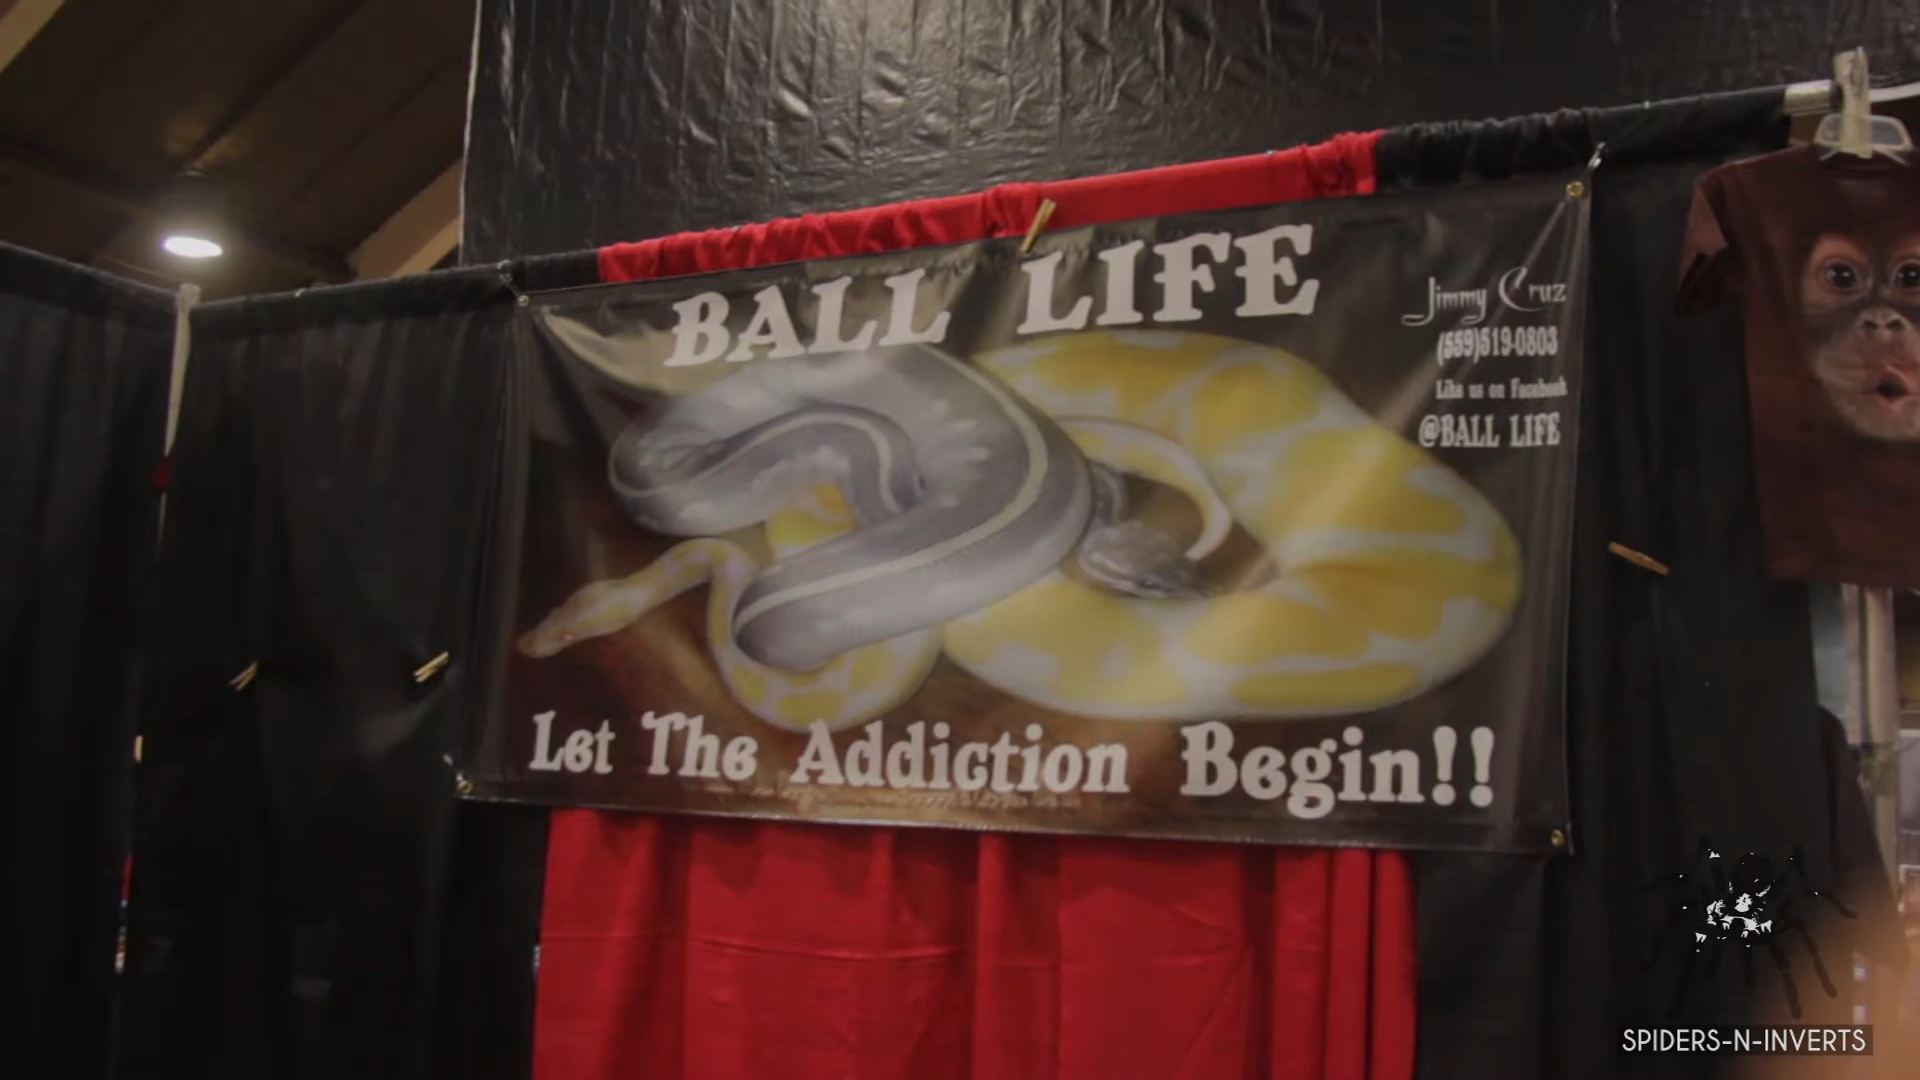 BALL LIFE
Jimmy Cruz
(559)519-0803
Like us on Facebook
@BALL LIFE
Let The Addiction Begin!!
SPIDERS-N-INVERTS